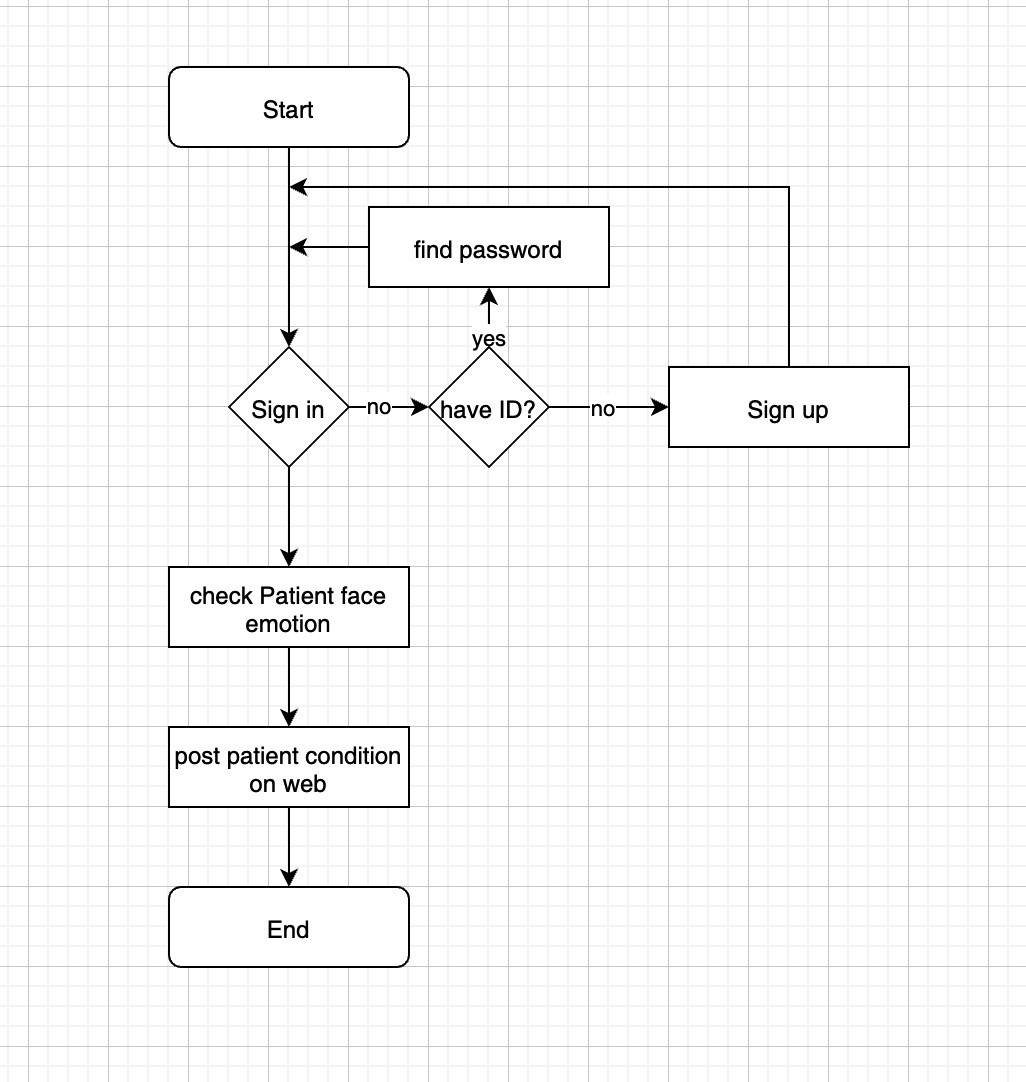 Start
find password
yes
Sign in
no
have ID?
no
Sign up
check Patient face
emotion
post patient condition
on web
End